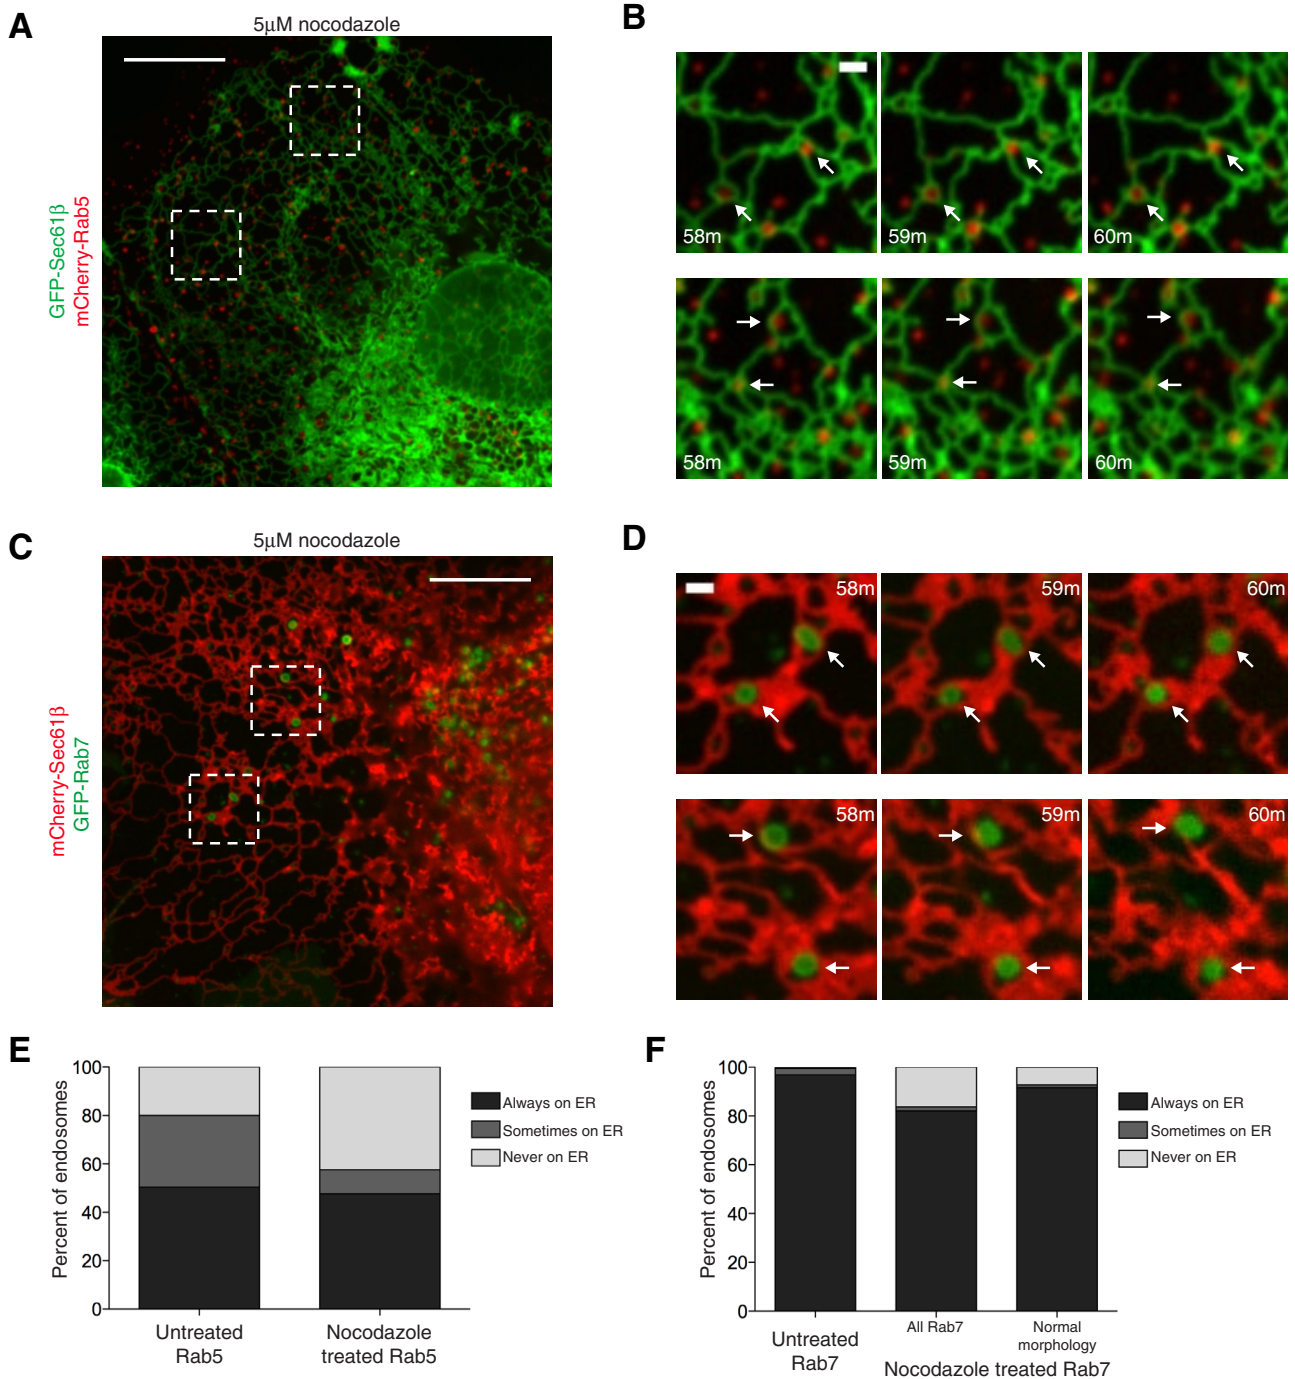 A
5μM nocodazole
GFP-Sec61β
mCherry-Rab5
B
58m
59m
60m
58m
59m
60m
C
5μM nocodazole
mCherry-Sec61β
GFP-Rab7
D
58m
59m
60m
58m
59m
60m
E
Percent of endosomes
100
80
60
40
20
0
Untreated
Rab5
Nocodazole
treated Rab5
Always on ER
Sometimes on ER
Never on ER
F
Percent of endosomes
100
80
60
40
20
0
Untreated
Rab7
All Rab7
Normal
morphology
Nocodazole treated Rab7
Always on ER
Sometimes on ER
Never on ER